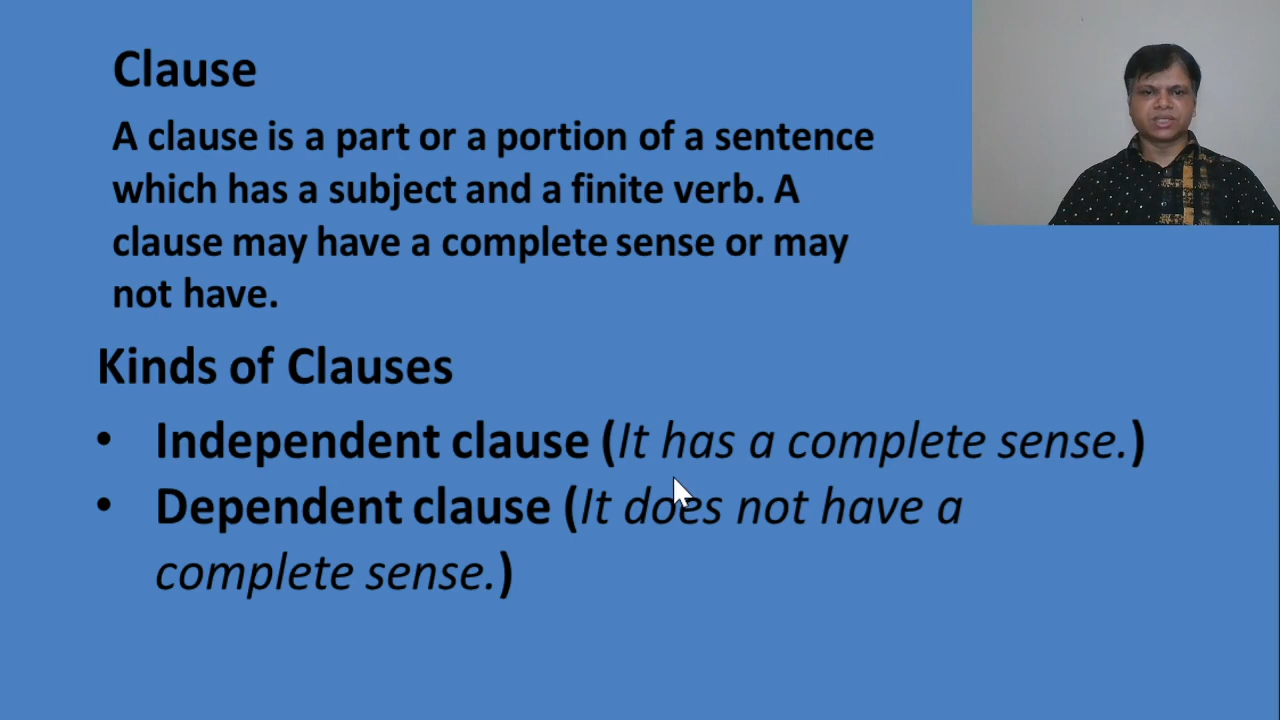 Clause
A clause is a part or a portion of a sentence
which has a subject and a finite verb. A
clause may have a complete sense or may
not have.
Kinds of Clauses
• Independent clause (It has a complete sense.)
• Dependent clause (It does not have a
complete sense.)